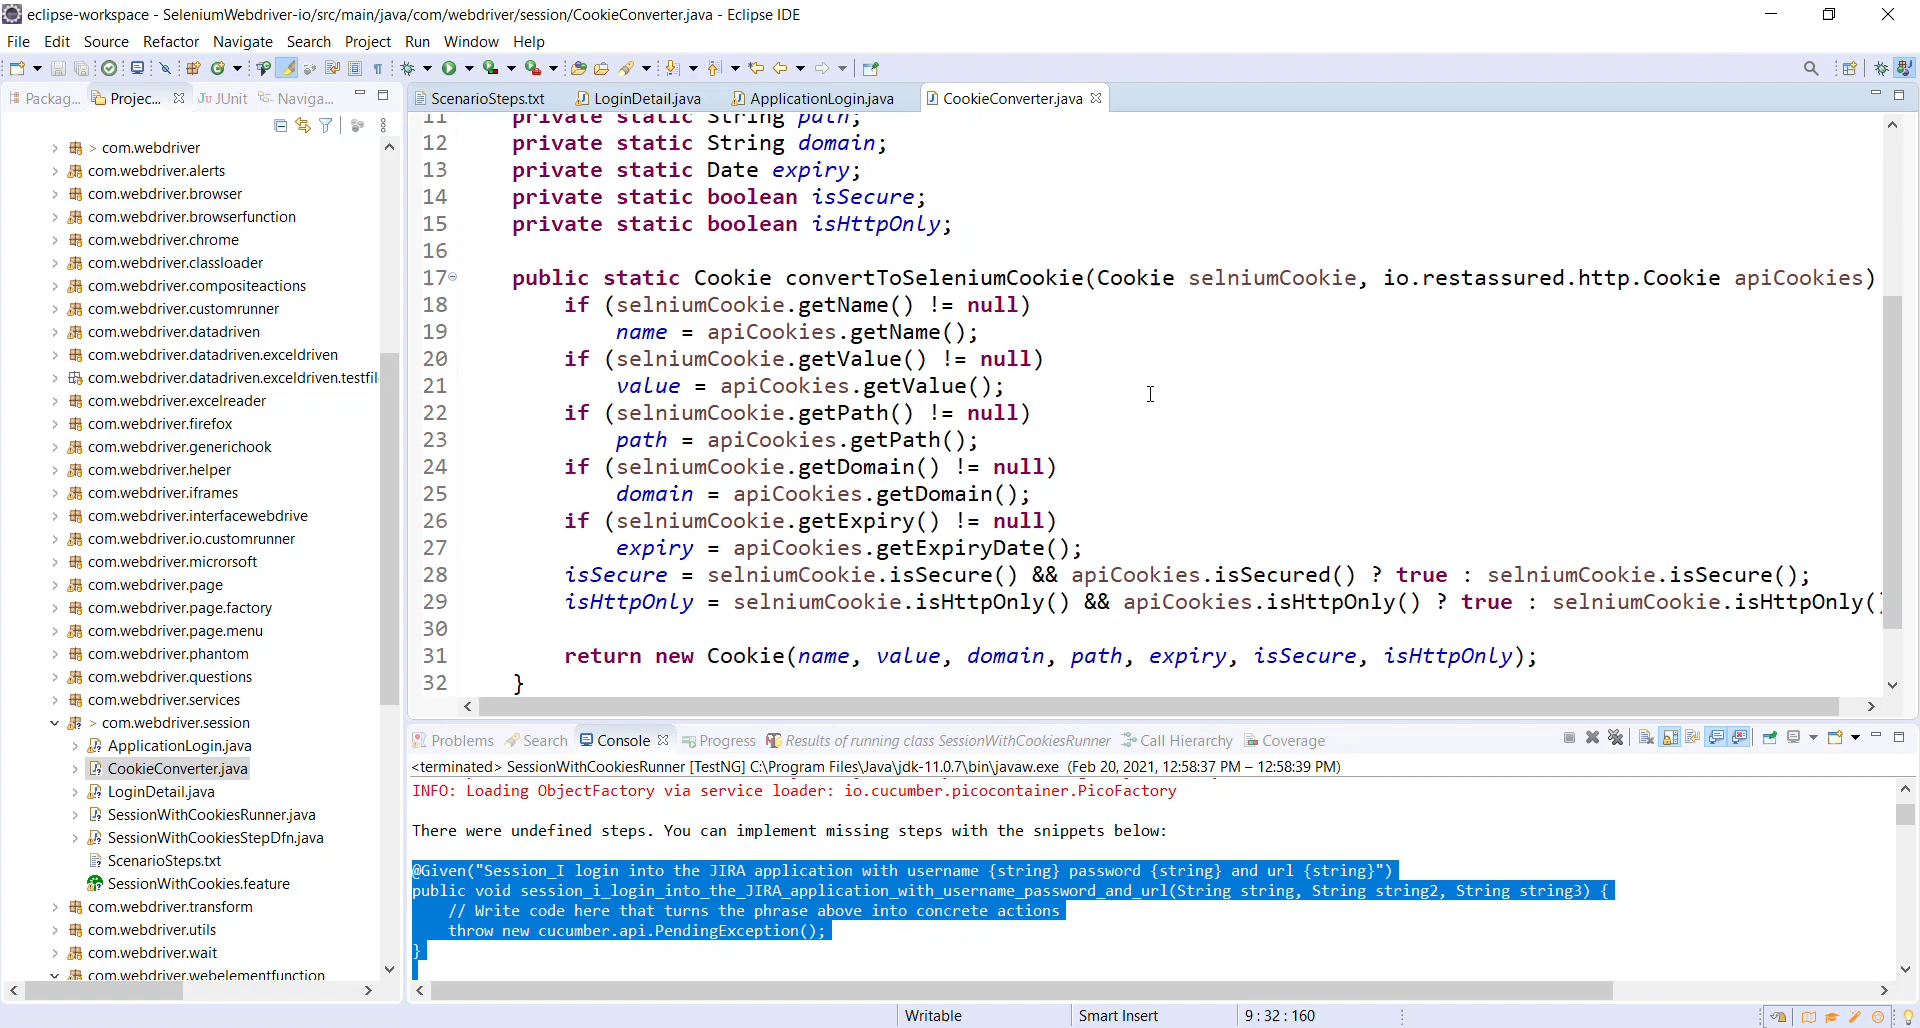 eclipse-workspace - SeleniumWebdriver-io/src/main/java/com/webdriver/session/CookieConverter.java - Eclipse IDE
File Edit Source Refactor Navigate Search Project Run Window Help
Packag... Projec... JUnit Naviga...
ScenarioSteps.txt LoginDetail.java ApplicationLogin.java CookieConverter.java
> com.webdriver
com.webdriver.alerts
com.webdriver.browser
com.webdriver.browserfunction
com.webdriver.chrome
com.webdriver.classloader
com.webdriver.compositeactions
com.webdriver.customrunner
com.webdriver.datadriven
com.webdriver.datadriven.exceldriven
com.webdriver.datadriven.exceldriven.testfil
com.webdriver.excelreader
com.webdriver.firefox
com.webdriver.generichook
com.webdriver.helper
com.webdriver.iframes
com.webdriver.interfacewebdrive
com.webdriver.io.customrunner
com.webdriver.microrsoft
com.webdriver.page
com.webdriver.page.factory
com.webdriver.page.menu
com.webdriver.phantom
com.webdriver.questions
com.webdriver.services
> com.webdriver.session
ApplicationLogin.java
CookieConverter.java
LoginDetail.java
SessionWithCookiesRunner.java
SessionWithCookiesStepDfn.java
ScenarioSteps.txt
SessionWithCookies.feature
com.webdriver.transform
com.webdriver.utils
com.webdriver.wait
com.webdriver.webelementfunction
11 private static String path;
12 private static String domain;
13 private static Date expiry;
14 private static boolean isSecure;
15 private static boolean isHttpOnly;
16
17 public static Cookie convertToSeleniumCookie(Cookie selniumCookie, io.restassured.http.Cookie apiCookies)
18 if (selniumCookie.getName() != null)
19 name = apiCookies.getName();
20 if (selniumCookie.getValue() != null)
21 value = apiCookies.getValue();
22 if (selniumCookie.getPath() != null)
23 path = apiCookies.getPath();
24 if (selniumCookie.getDomain() != null)
25 domain = apiCookies.getDomain();
26 if (selniumCookie.getExpiry() != null)
27 expiry = apiCookies.getExpiryDate();
28 isSecure = selniumCookie.isSecure() && apiCookies.isSecured() ? true : selniumCookie.isSecure();
29 isHttpOnly = selniumCookie.isHttpOnly() && apiCookies.isHttpOnly() ? true : selniumCookie.isHttpOnly()
30
31 return new Cookie(name, value, domain, path, expiry, isSecure, isHttpOnly);
32 }
Problems Search Console Progress Results of running class SessionWithCookiesRunner Call Hierarchy Coverage
<terminated> SessionWithCookiesRunner [TestNG] C:\Program Files\Java\jdk-11.0.7\bin\javaw.exe (Feb 20, 2021, 12:58:37 PM – 12:58:39 PM)
INFO: Loading ObjectFactory via service loader: io.cucumber.picocontainer.PicoFactory
There were undefined steps. You can implement missing steps with the snippets below:
@Given("Session_I login into the JIRA application with username {string} password {string} and url {string}")
public void session_i_login_into_the_JIRA_application_with_username_password_and_url(String string, String string2, String string3) {
// Write code here that turns the phrase above into concrete actions
throw new cucumber.api.PendingException();
}
Writable Smart Insert 9 : 32 : 160